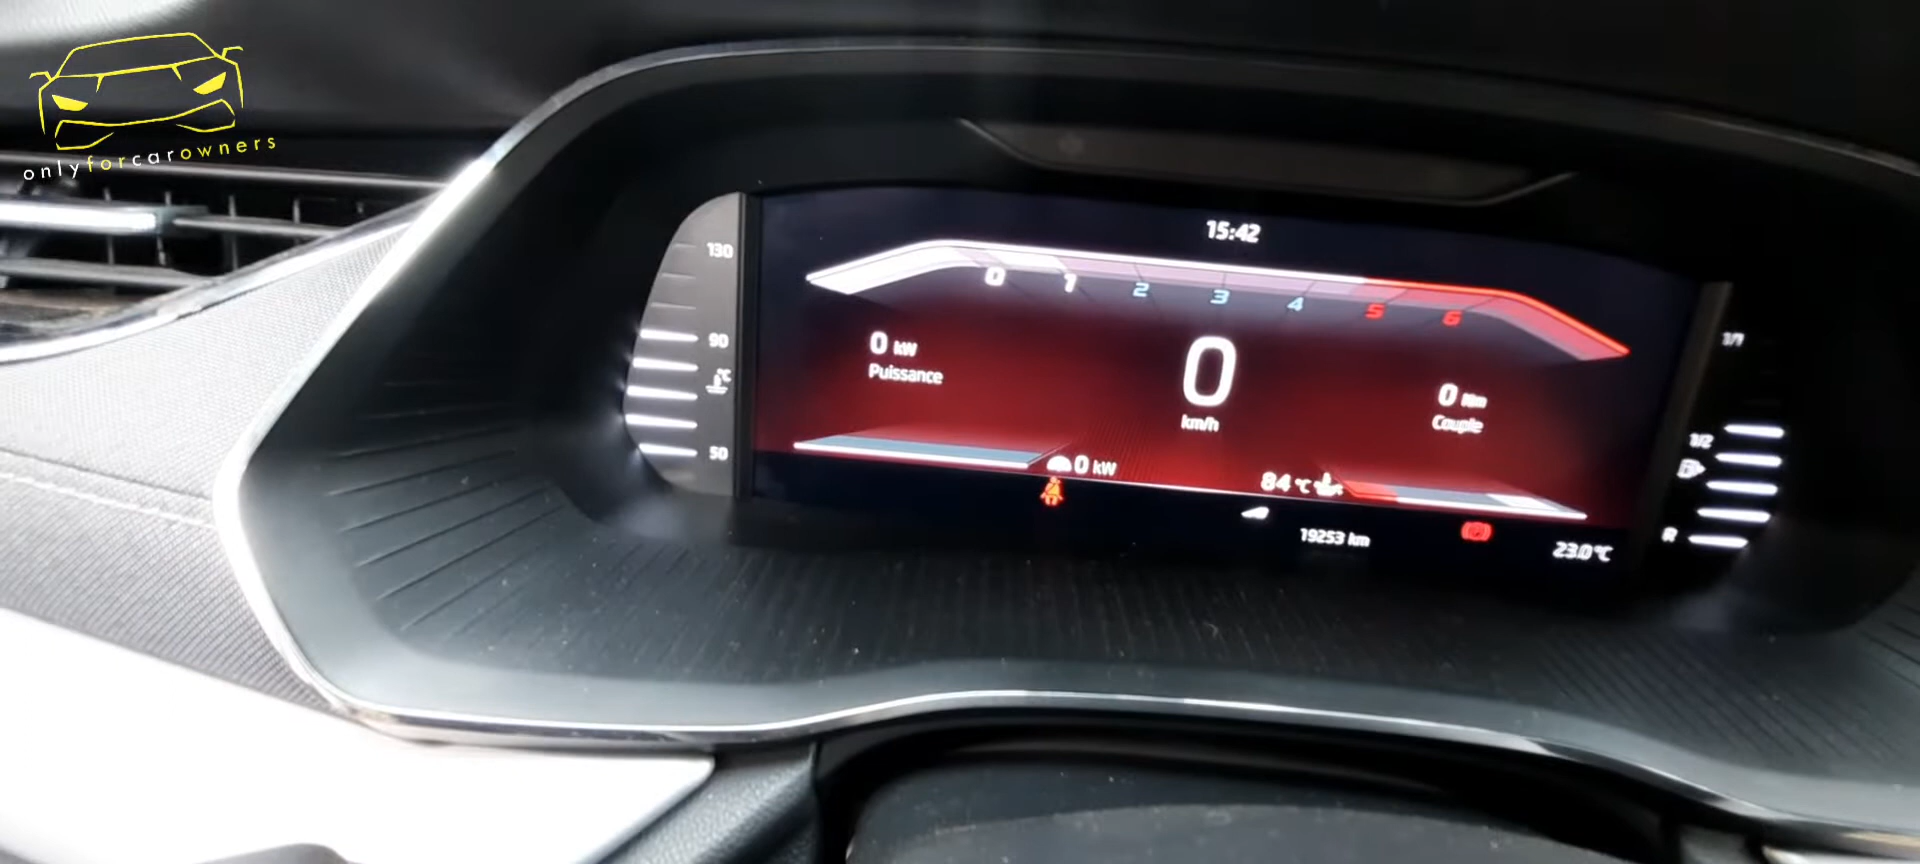 onlyforcarowners
15:42
130
90
°C
50
0 1 2 3 4 5 6
0 kW
Puissance
0
km/h
0 Nm
Couple
0 kW
84 °C
19253 km
23.0°C
1/1
1/2
R